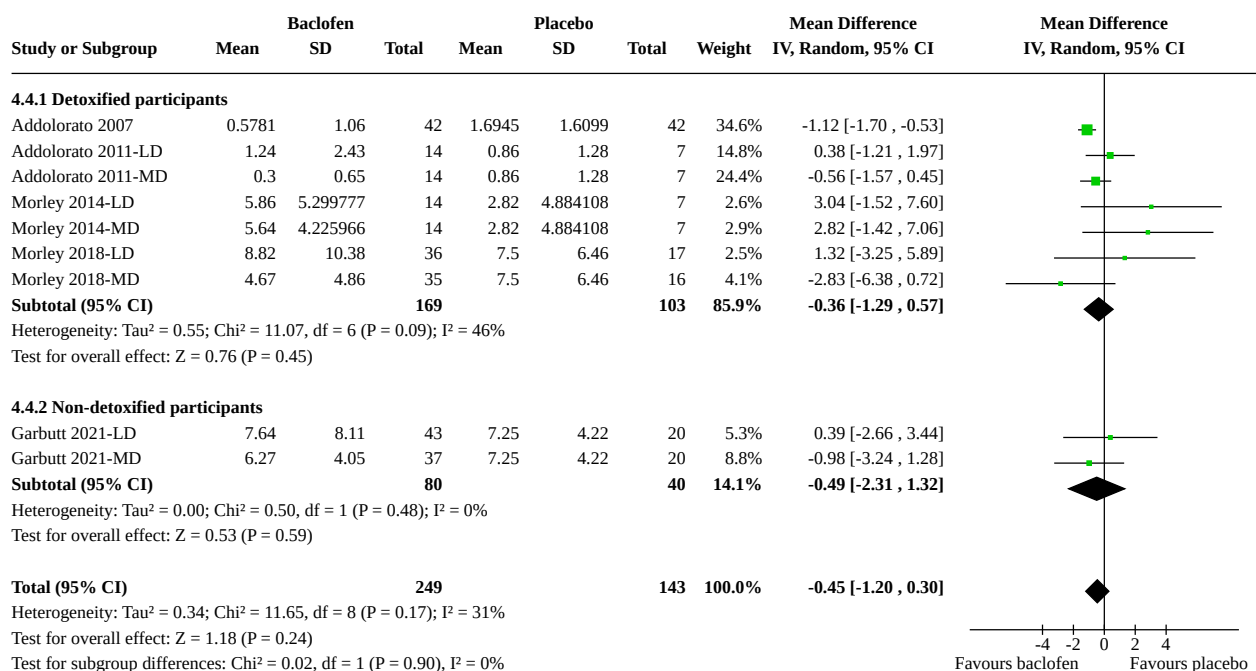 Baclofen Placebo Mean Difference Mean Difference
Study or Subgroup Mean SD Total Mean SD Total Weight IV, Random, 95% CI IV, Random, 95% CI
4.4.1 Detoxified participants
Addolorato 2007 0.5781 1.06 42 1.6945 1.6099 42 34.6% -1.12 [-1.70 , -0.53]
Addolorato 2011-LD 1.24 2.43 14 0.86 1.28 7 14.8% 0.38 [-1.21 , 1.97]
Addolorato 2011-MD 0.3 0.65 14 0.86 1.28 7 24.4% -0.56 [-1.57 , 0.45]
Morley 2014-LD 5.86 5.299777 14 2.82 4.884108 7 2.6% 3.04 [-1.52 , 7.60]
Morley 2014-MD 5.64 4.225966 14 2.82 4.884108 7 2.9% 2.82 [-1.42 , 7.06]
Morley 2018-LD 8.82 10.38 36 7.5 6.46 17 2.5% 1.32 [-3.25 , 5.89]
Morley 2018-MD 4.67 4.86 35 7.5 6.46 16 4.1% -2.83 [-6.38 , 0.72]
Subtotal (95% CI) 169 103 85.9% -0.36 [-1.29 , 0.57]
Heterogeneity: Tau² = 0.55; Chi² = 11.07, df = 6 (P = 0.09); I² = 46%
Test for overall effect: Z = 0.76 (P = 0.45)
4.4.2 Non-detoxified participants
Garbutt 2021-LD 7.64 8.11 43 7.25 4.22 20 5.3% 0.39 [-2.66 , 3.44]
Garbutt 2021-MD 6.27 4.05 37 7.25 4.22 20 8.8% -0.98 [-3.24 , 1.28]
Subtotal (95% CI) 80 40 14.1% -0.49 [-2.31 , 1.32]
Heterogeneity: Tau² = 0.00; Chi² = 0.50, df = 1 (P = 0.48); I² = 0%
Test for overall effect: Z = 0.53 (P = 0.59)
Total (95% CI) 249 143 100.0% -0.45 [-1.20 , 0.30]
Heterogeneity: Tau² = 0.34; Chi² = 11.65, df = 8 (P = 0.17); I² = 31%
Test for overall effect: Z = 1.18 (P = 0.24)
-4 -2 0 2 4
Test for subgroup differences: Chi² = 0.02, df = 1 (P = 0.90), I² = 0%
Favours baclofen Favours placebo